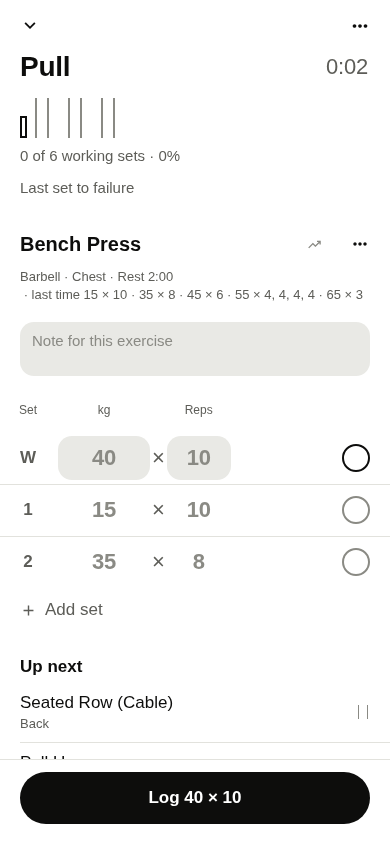 Pull
0:02
0 of 6 working sets · 0%
Last set to failure
Bench Press
Barbell · Chest · Rest 2:00
· last time 15 × 10 · 35 × 8 · 45 × 6 · 55 × 4, 4, 4, 4 · 65 × 3
Note for this exercise
Set kg Reps
W 40 × 10
1 15 × 10
2 35 × 8
+ Add set
Up next
Seated Row (Cable)
Back
Log 40 × 10